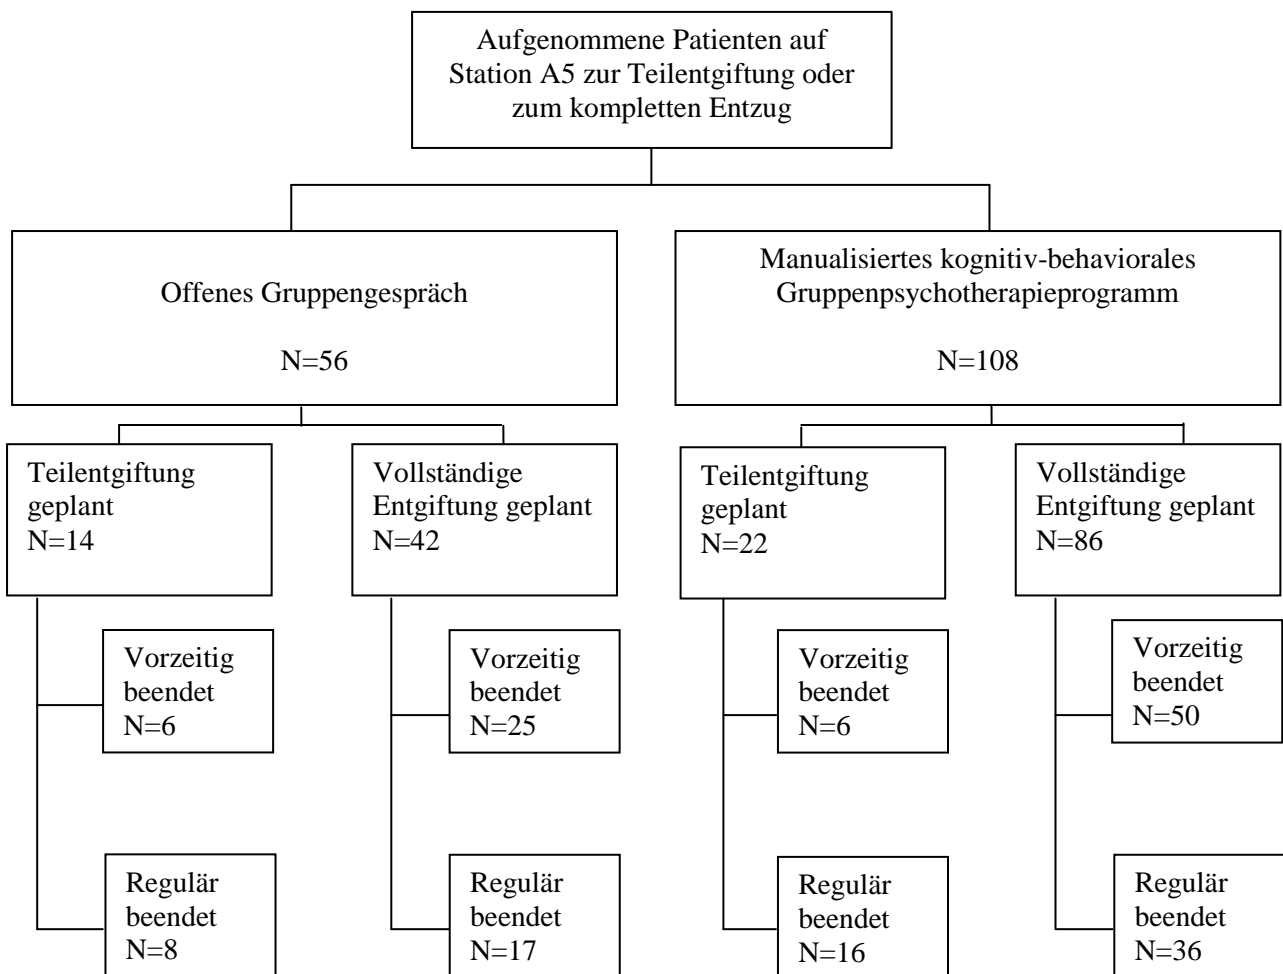 Aufgenommene Patienten auf
Station A5 zur Teilentgiftung oder
zum kompletten Entzug
Offenes Gruppengespräch
N=56
Manualisiertes kognitiv-behaviorales
Gruppenpsychotherapieprogramm
N=108
Teilentgiftung
geplant
N=14
Vollständige
Entgiftung geplant
N=42
Teilentgiftung
geplant
N=22
Vollständige
Entgiftung geplant
N=86
Vorzeitig
beendet
N=6
Vorzeitig
beendet
N=25
Vorzeitig
beendet
N=6
Vorzeitig
beendet
N=50
Regulär
beendet
N=8
Regulär
beendet
N=17
Regulär
beendet
N=16
Regulär
beendet
N=36